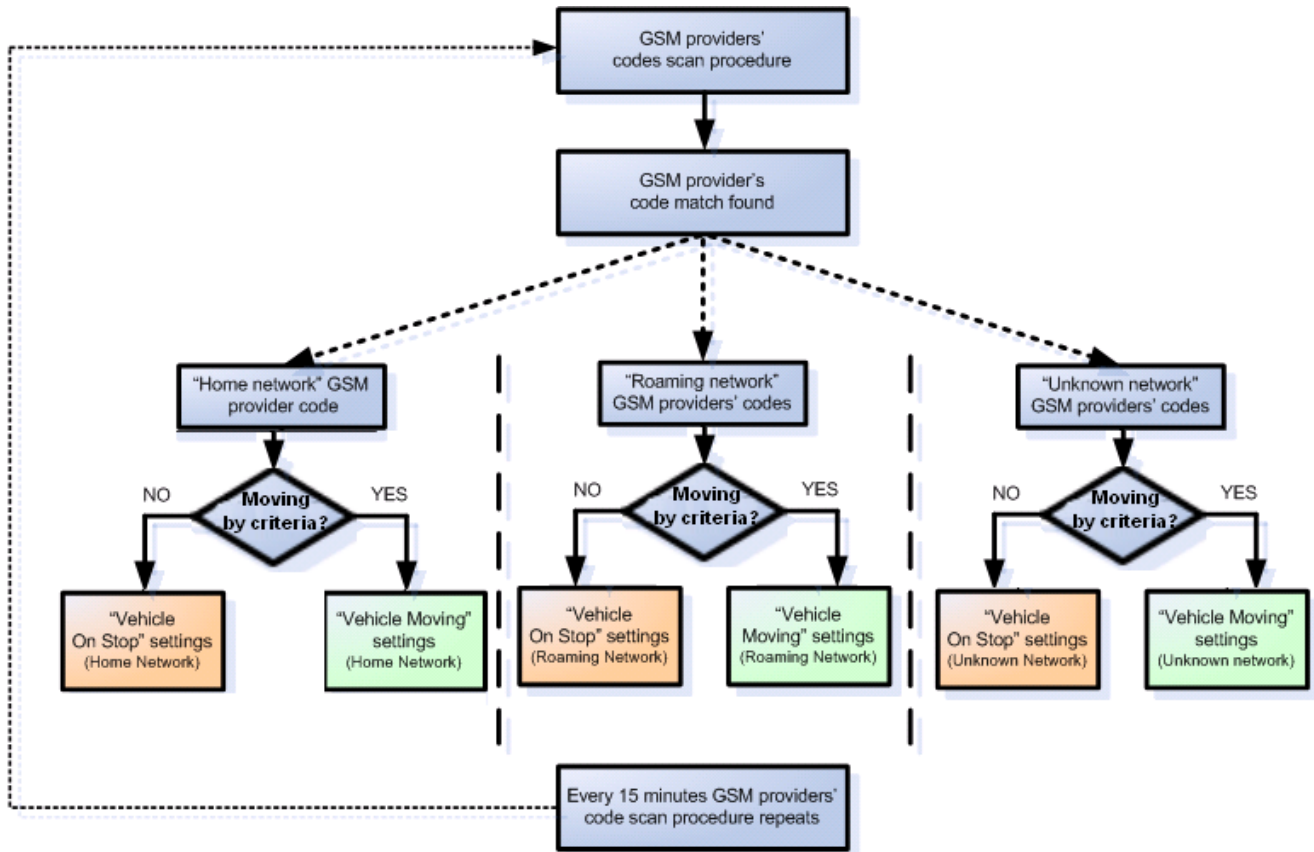 GSM providers'
codes scan procedure
GSM provider's
code match found
“Home network” GSM
provider code
“Roaming network”
GSM providers' codes
“Unknown network”
GSM providers' codes
NO
Moving
by criteria?
YES
NO
Moving
by criteria?
YES
NO
Moving
by criteria?
YES
“Vehicle
On Stop” settings
(Home Network)
“Vehicle Moving”
settings
(Home Network)
“Vehicle
On Stop” settings
(Roaming Network)
“Vehicle
Moving” settings
(Roaming Network)
“Vehicle
On Stop” settings
(Unknown Network)
“Vehicle Moving”
settings
(Unknown network)
Every 15 minutes GSM providers'
code scan procedure repeats